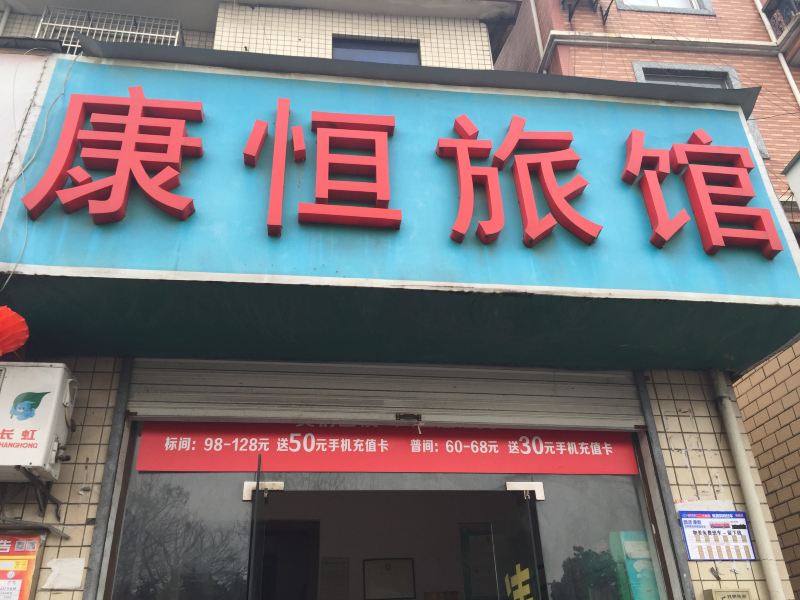 康恒旅馆
标间：98-128元 送50元手机充值卡 普间：60-68元 送30元手机充值卡
长虹
CHANGHONG